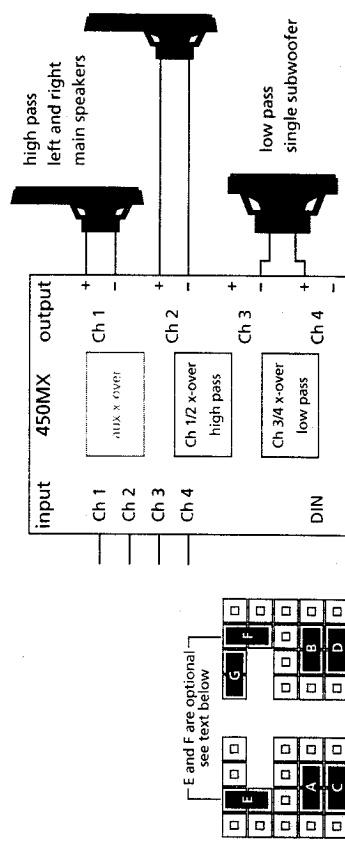 high pass
left and right
main speakers
low pass
single subwoofer
input
450MX
output
Ch 1
Ch 2
Ch 3
Ch 4
DIN
aux x-over
Ch 1/2 x-over
high pass
Ch 3/4 x-over
low pass
+
Ch 1
−
+
Ch 2
−
+
Ch 3
−
+
Ch 4
−
E and F are optional
see text below
E
A
C
G
F
B
D